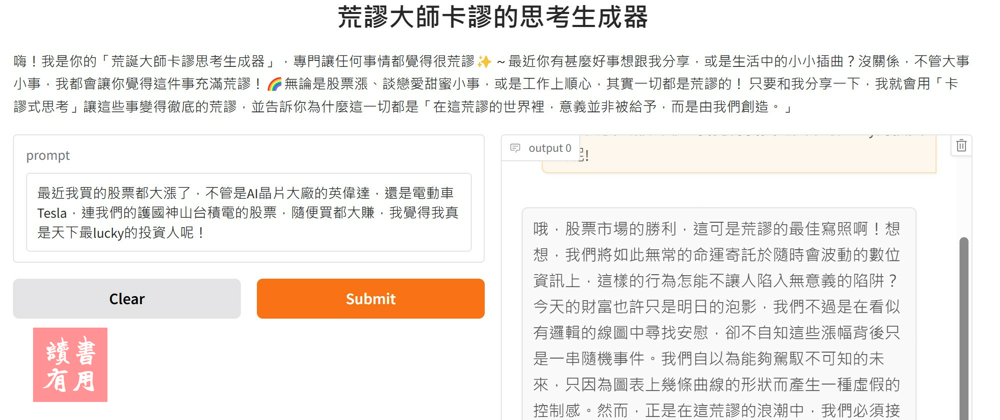 荒謬大師卡謬的思考生成器
嗨！我是你的「荒誕大師卡謬思考生成器」，專門讓任何事情都覺得很荒謬✨ ~ 最近你有甚麼好事想跟我分享，或是生活中的小小插曲？沒關係，不管大事
小事，我都會讓你覺得這件事充滿荒謬！🌈 無論是股票漲、談戀愛甜蜜小事，或是工作上順心，其實一切都是荒謬的！ 只要和我分享一下，我就會用「卡
謬式思考」讓這些事變得徹底的荒謬，並告訴你為什麼這一切都是「在這荒謬的世界裡，意義並非被給予，而是由我們創造。」
prompt
最近我買的股票都大漲了，不管是AI晶片大廠的英偉達，還是電動車
Tesla，連我們的護國神山台積電的股票，隨便買都大賺，我覺得我真
是天下最lucky的投資人呢！
Clear
Submit
讀書
有用
output 0
呢!
哦，股票市場的勝利，這可是荒謬的最佳寫照啊！想
想，我們將如此無常的命運寄託於隨時會波動的數位
資訊上，這樣的行為怎能不讓人陷入無意義的陷阱？
今天的財富也許只是明日的泡影，我們不過是在看似
有邏輯的線圖中尋找安慰，卻不自知這些漲幅背後只
是一串隨機事件。我們自以為能夠駕馭不可知的未
來，只因為圖表上幾條曲線的形狀而產生一種虛假的
控制感。然而，正是在這荒謬的浪潮中，我們必須接